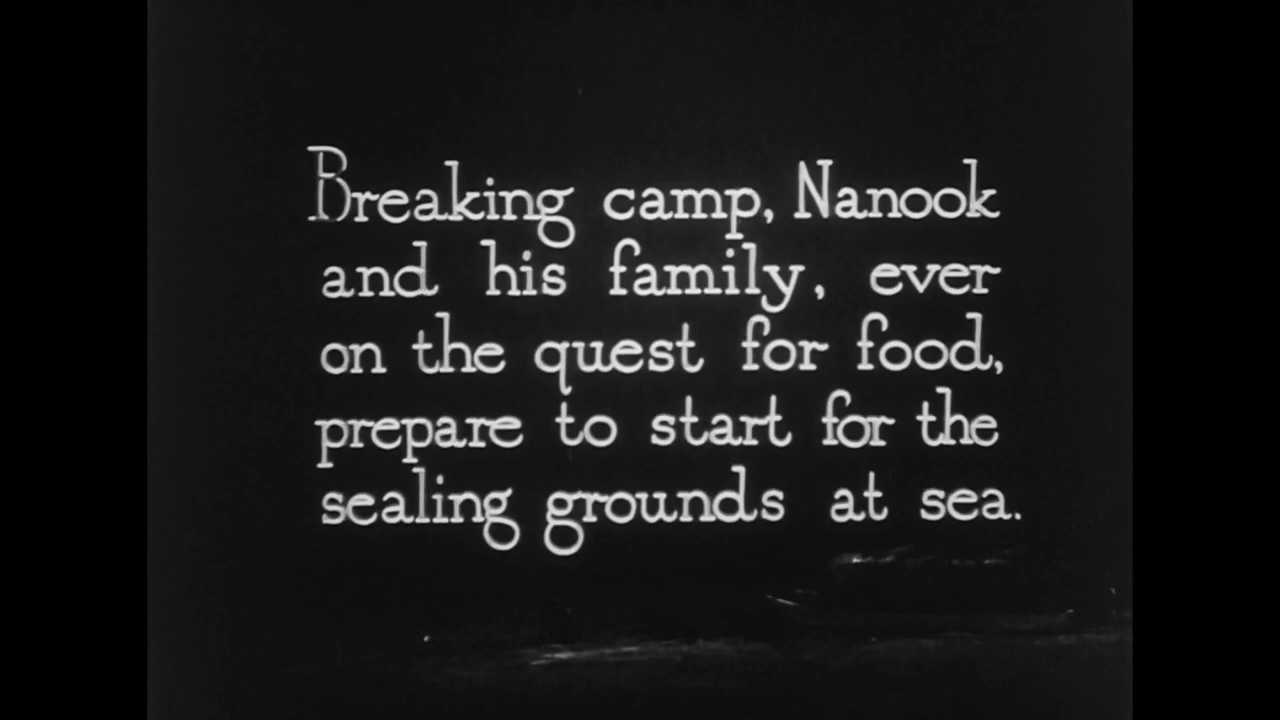 Breaking camp, Nanook
and his family, ever
on the quest for food,
prepare to start for the
sealing grounds at sea.